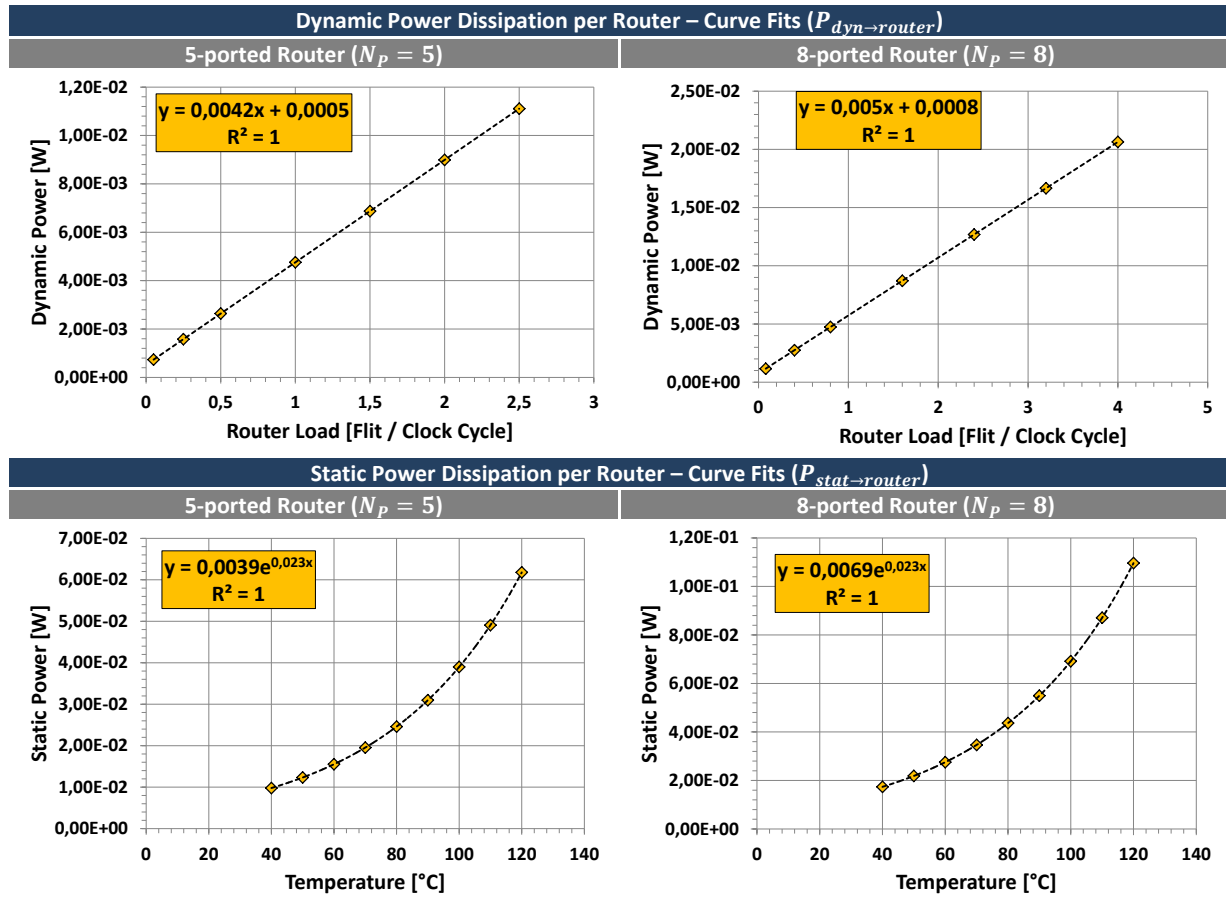 Dynamic Power Dissipation per Router – Curve Fits (P_{dyn→router})
5-ported Router (N_P = 5)
8-ported Router (N_P = 8)
y = 0,0042x + 0,0005
R² = 1
1,20E-02
1,00E-02
8,00E-03
6,00E-03
4,00E-03
2,00E-03
0,00E+00
Dynamic Power [W]
0 0,5 1 1,5 2 2,5 3
Router Load [Flit / Clock Cycle]
y = 0,005x + 0,0008
R² = 1
2,50E-02
2,00E-02
1,50E-02
1,00E-02
5,00E-03
0,00E+00
Dynamic Power [W]
0 1 2 3 4 5
Router Load [Flit / Clock Cycle]
Static Power Dissipation per Router – Curve Fits (P_{stat→router})
5-ported Router (N_P = 5)
8-ported Router (N_P = 8)
y = 0,0039e^{0,023x}
R² = 1
7,00E-02
6,00E-02
5,00E-02
4,00E-02
3,00E-02
2,00E-02
1,00E-02
0,00E+00
Static Power [W]
0 20 40 60 80 100 120 140
Temperature [°C]
y = 0,0069e^{0,023x}
R² = 1
1,20E-01
1,00E-01
8,00E-02
6,00E-02
4,00E-02
2,00E-02
0,00E+00
Static Power [W]
0 20 40 60 80 100 120 140
Temperature [°C]